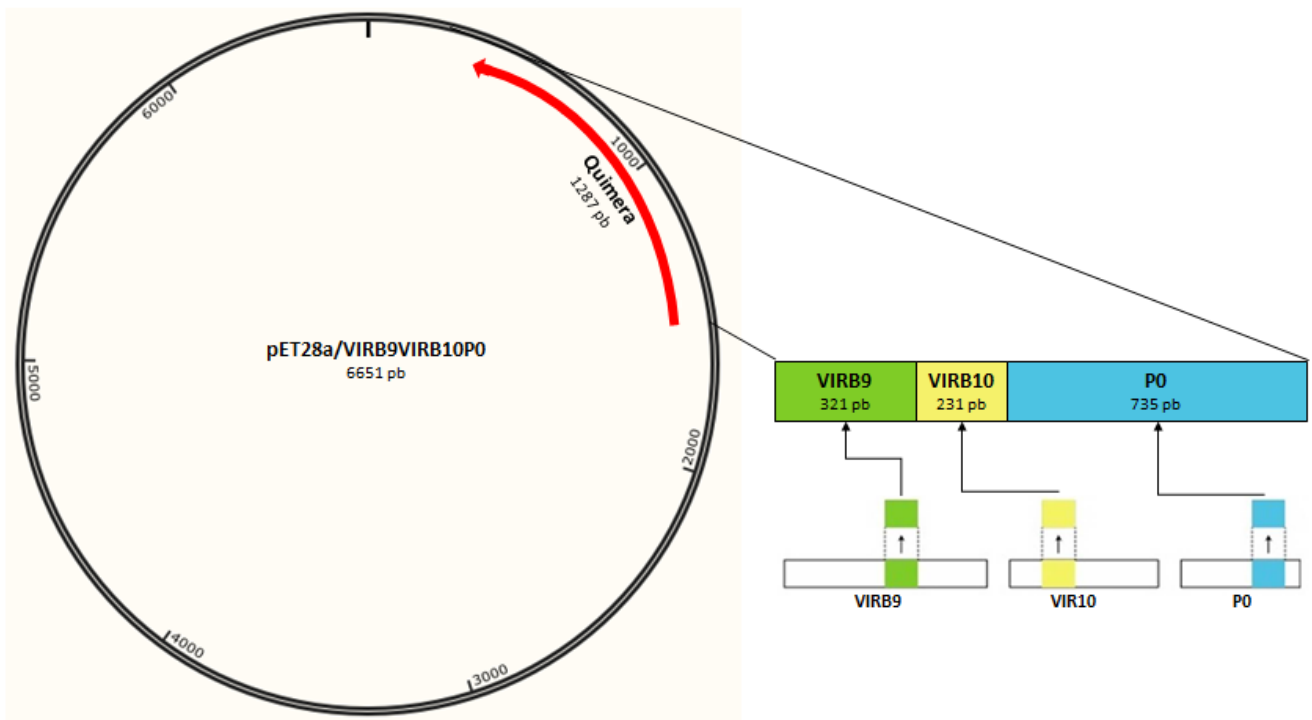 6000
1000
Quimera
1287 pb
pET28a/VIRB9VIRB10P0
6651 pb
5000
2000
4000
3000
VIRB9
321 pb
VIRB10
231 pb
P0
735 pb
VIRB9
VIR10
P0